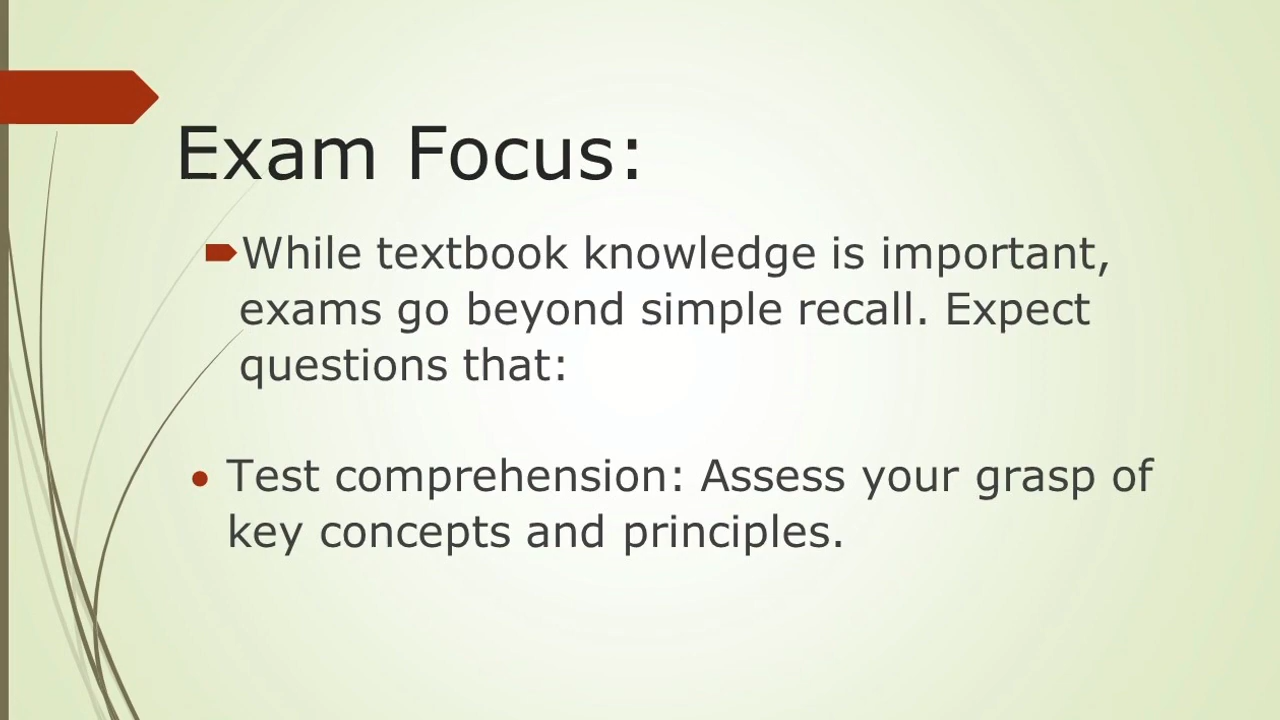 Exam Focus:
While textbook knowledge is important,
exams go beyond simple recall. Expect
questions that:
• Test comprehension: Assess your grasp of
key concepts and principles.